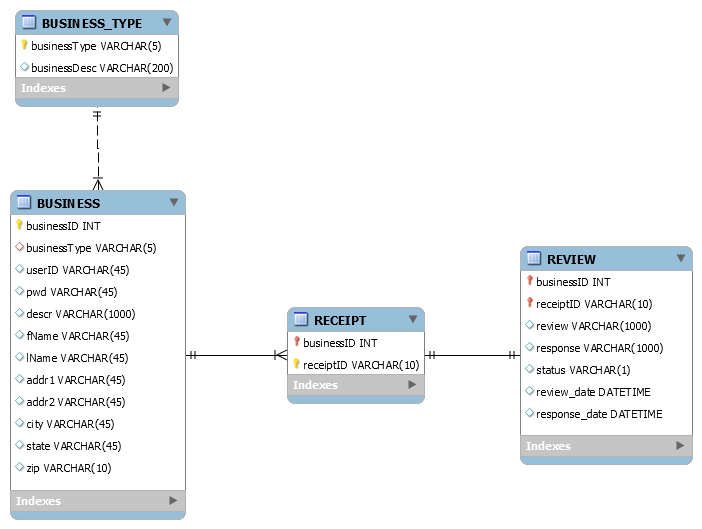 BUSINESS_TYPE
businessType VARCHAR(5)
businessDesc VARCHAR(200)
Indexes
BUSINESS
businessID INT
businessType VARCHAR(5)
userID VARCHAR(45)
pwd VARCHAR(45)
descr VARCHAR(1000)
fName VARCHAR(45)
lName VARCHAR(45)
addr1 VARCHAR(45)
addr2 VARCHAR(45)
city VARCHAR(45)
state VARCHAR(45)
zip VARCHAR(10)
Indexes
RECEIPT
businessID INT
receiptID VARCHAR(10)
Indexes
REVIEW
businessID INT
receiptID VARCHAR(10)
review VARCHAR(1000)
response VARCHAR(1000)
status VARCHAR(1)
review_date DATETIME
response_date DATETIME
Indexes